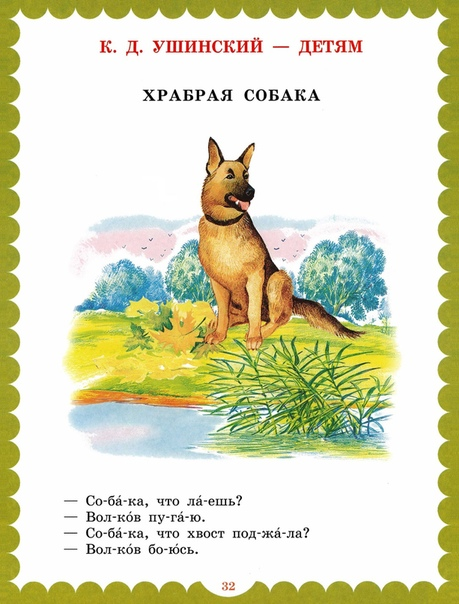 К. Д. УШИНСКИЙ — ДЕТЯМ
ХРАБРАЯ СОБАКА
— Со-ба́-ка, что ла́-ешь?
— Вол-ко́в пу-га́-ю.
— Со-ба́-ка, что хвост под-жа́-ла?
— Вол-ко́в бо-ю́сь.
32